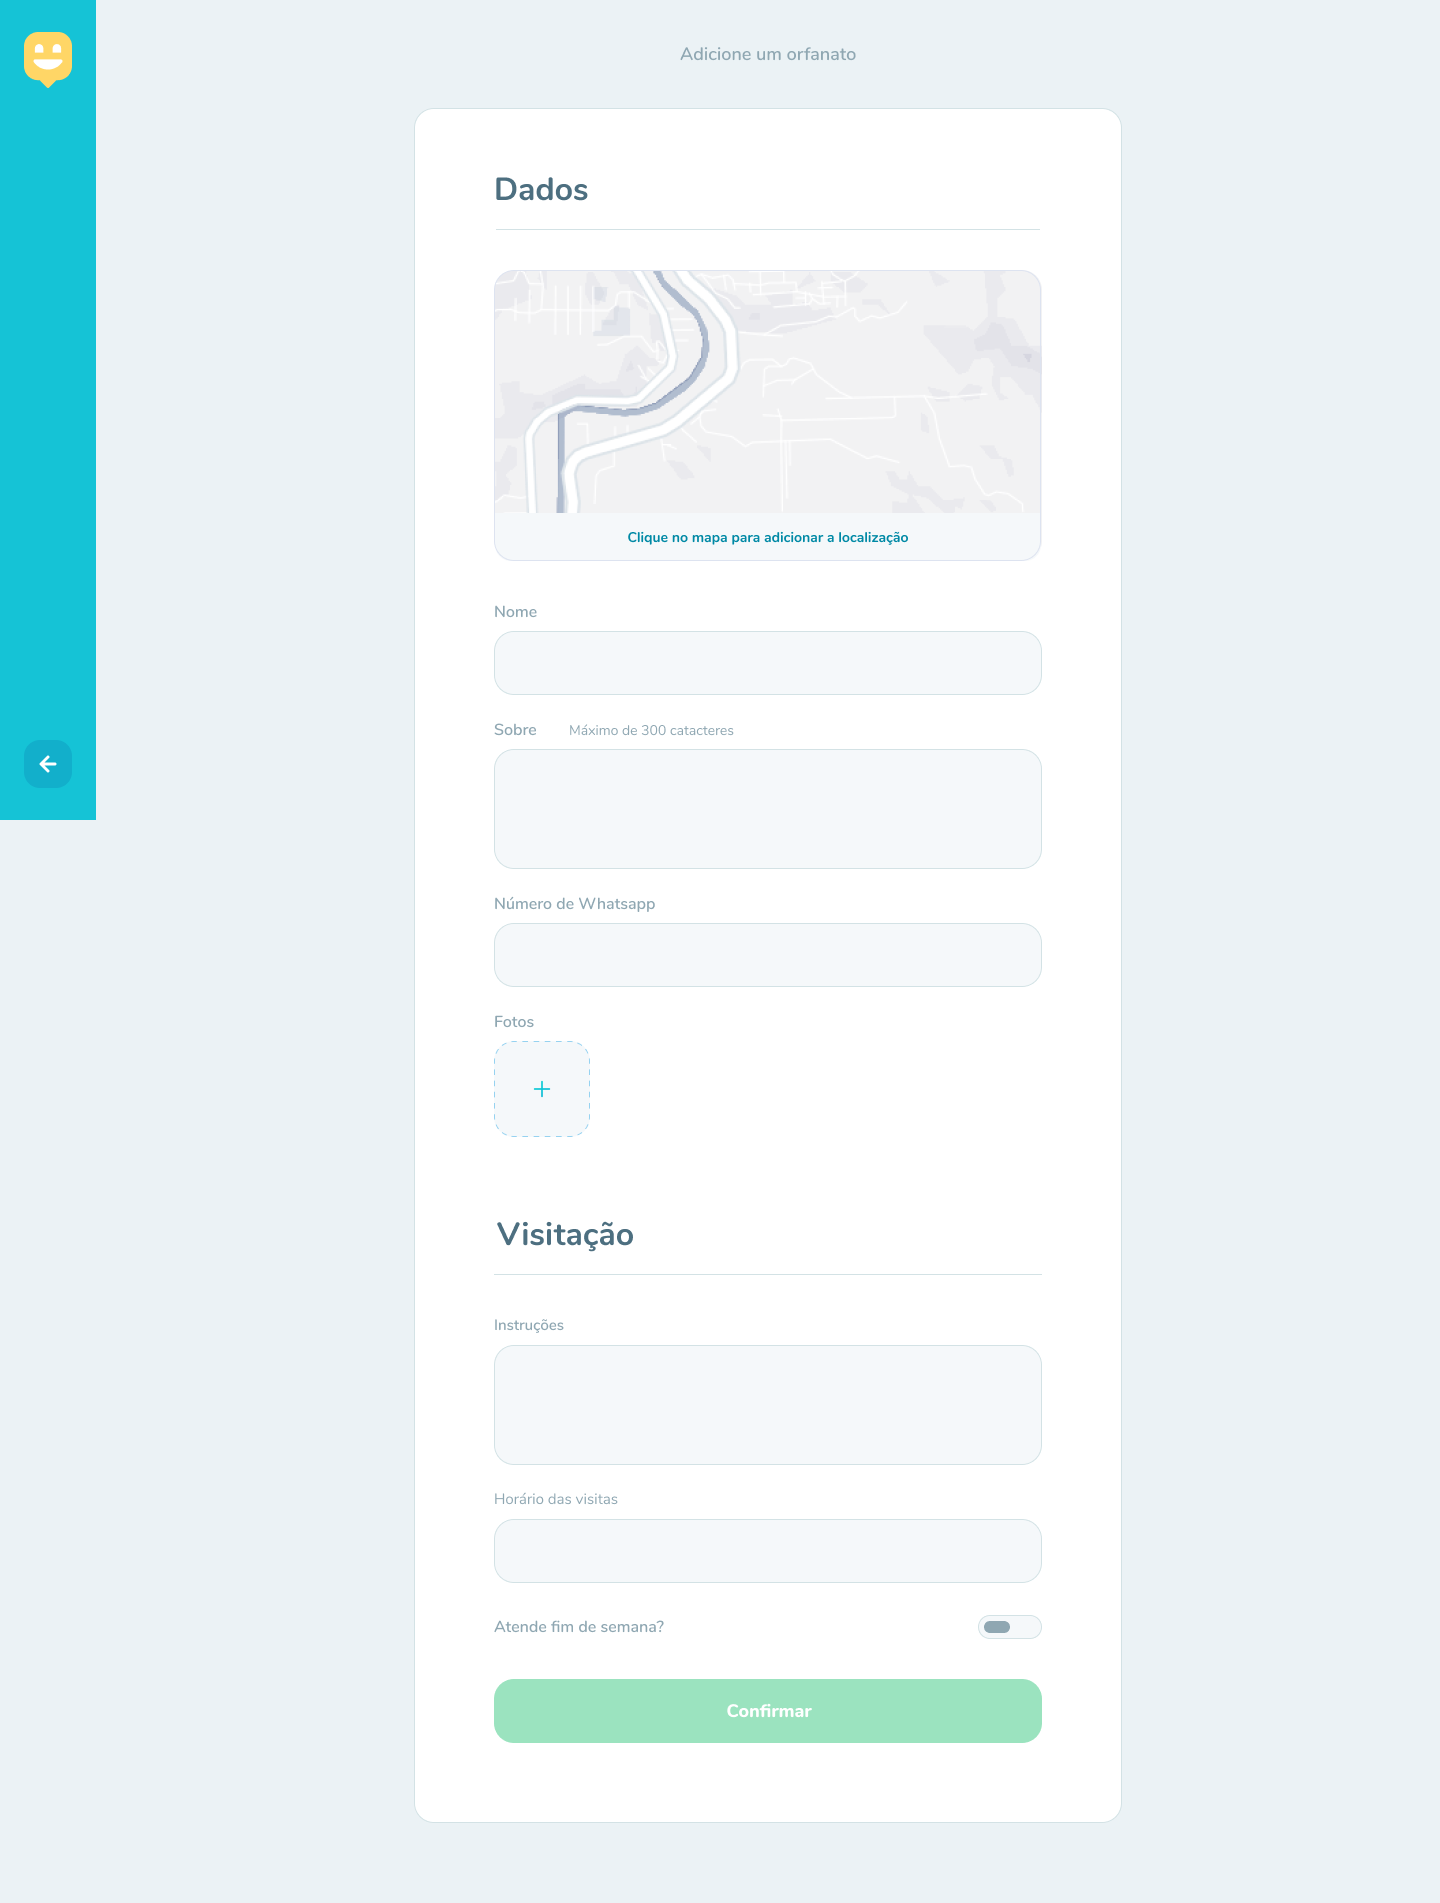 Adicione um orfanato
Dados
Clique no mapa para adicionar a localização
Nome
Sobre Máximo de 300 catacteres
Número de Whatsapp
Fotos
Visitação
Instruções
Horário das visitas
Atende fim de semana?
Confirmar